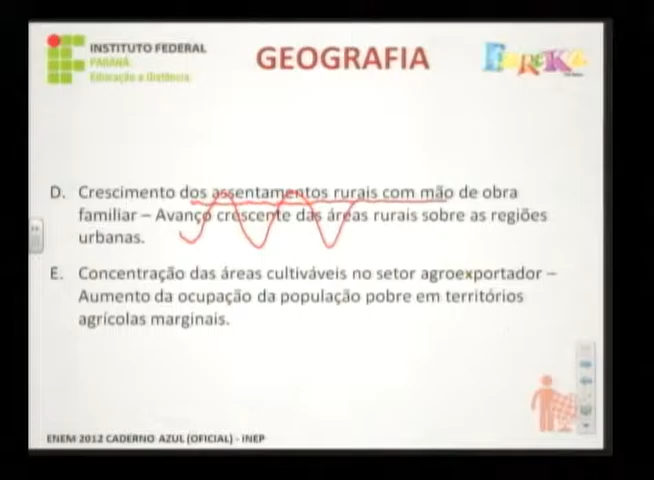 INSTITUTO FEDERAL
PARANÁ
Educação a Distância
GEOGRAFIA
EUREKA
D. Crescimento dos assentamentos rurais com mão de obra
familiar – Avanço crescente das áreas rurais sobre as regiões
urbanas.
E. Concentração das áreas cultiváveis no setor agroexportador –
Aumento da ocupação da população pobre em territórios
agrícolas marginais.
ENEM 2012 CADERNO AZUL (OFICIAL) - INEP